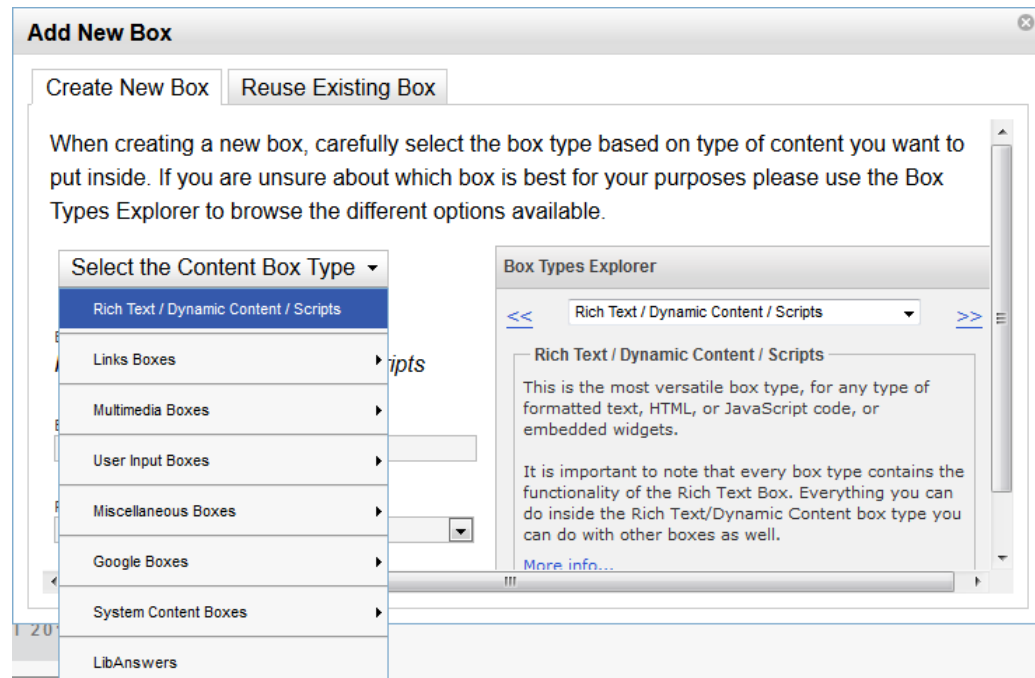 Add New Box
Create New Box
Reuse Existing Box
When creating a new box, carefully select the box type based on type of content you want to
put inside. If you are unsure about which box is best for your purposes please use the Box
Types Explorer to browse the different options available.
Select the Content Box Type
Rich Text / Dynamic Content / Scripts
Links Boxes
ipts
Multimedia Boxes
User Input Boxes
Miscellaneous Boxes
Google Boxes
System Content Boxes
LibAnswers
Box Types Explorer
<<
Rich Text / Dynamic Content / Scripts
>>
Rich Text / Dynamic Content / Scripts
This is the most versatile box type, for any type of
formatted text, HTML, or JavaScript code, or
embedded widgets.
It is important to note that every box type contains the
functionality of the Rich Text Box. Everything you can
do inside the Rich Text/Dynamic Content box type you
can do with other boxes as well.
More info...